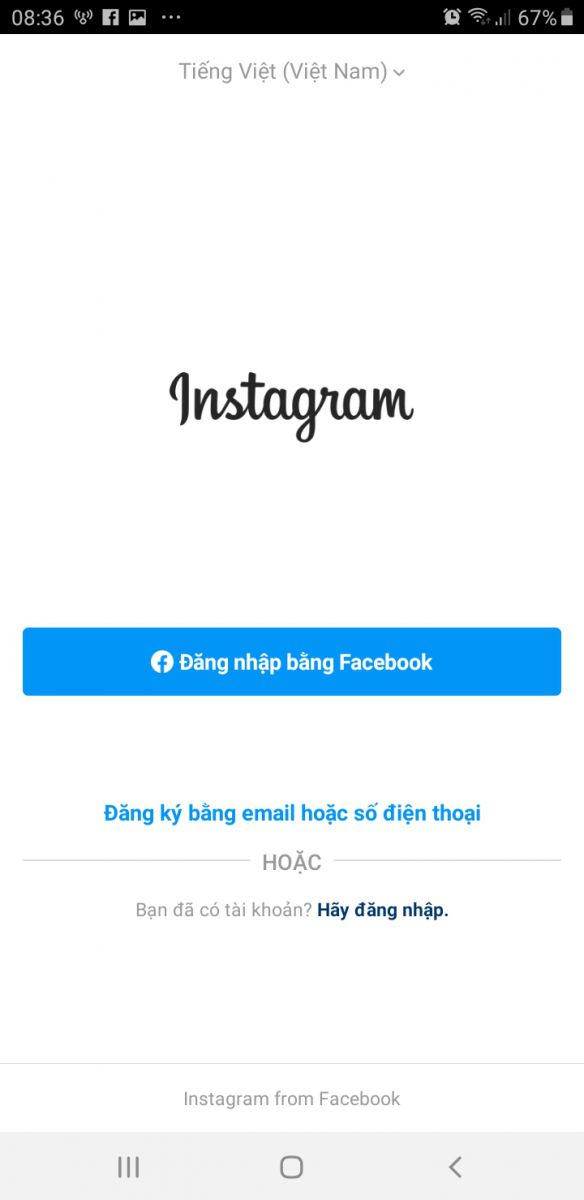 08:36
67%
Tiếng Việt (Việt Nam)
Instagram
Đăng nhập bằng Facebook
Đăng ký bằng email hoặc số điện thoại
HOẶC
Bạn đã có tài khoản? Hãy đăng nhập.
Instagram from Facebook